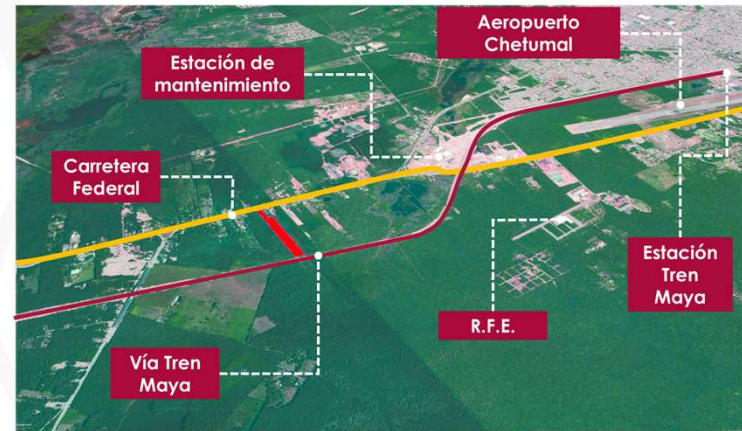 Aeropuerto
Chetumal
Estación de
mantenimiento
Carretera
Federal
Estación
Tren
Maya
R.F.E.
Vía Tren
Maya